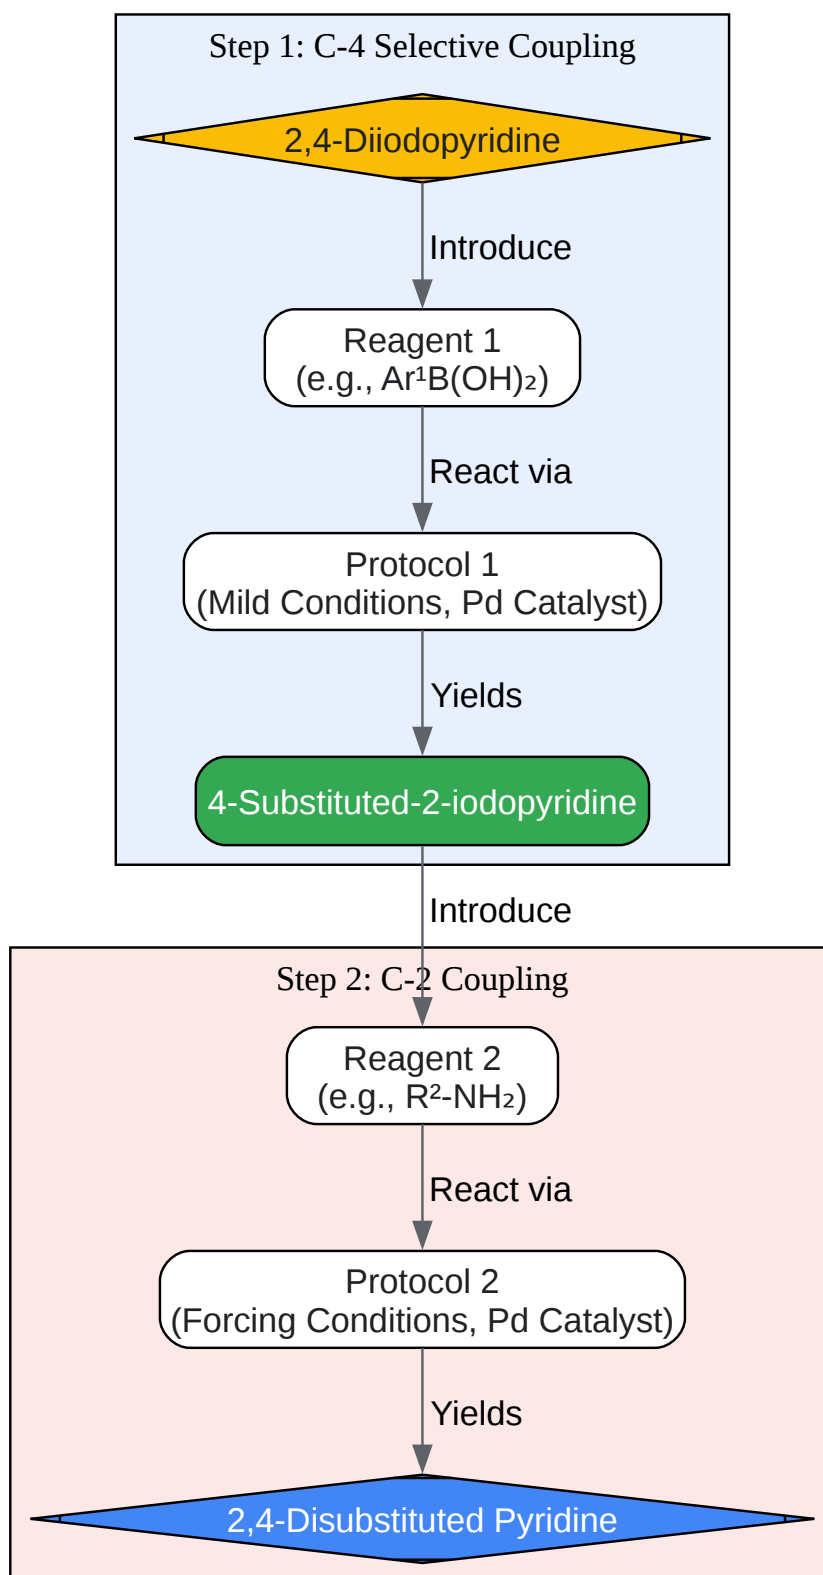 Step 1: C-4 Selective Coupling
2,4-Diiodopyridine
Introduce
Reagent 1
(e.g., Ar¹B(OH)₂)
React via
Protocol 1
(Mild Conditions, Pd Catalyst)
Yields
4-Substituted-2-iodopyridine
Introduce
Step 2: C-2 Coupling
Reagent 2
(e.g., R²-NH₂)
React via
Protocol 2
(Forcing Conditions, Pd Catalyst)
Yields
2,4-Disubstituted Pyridine